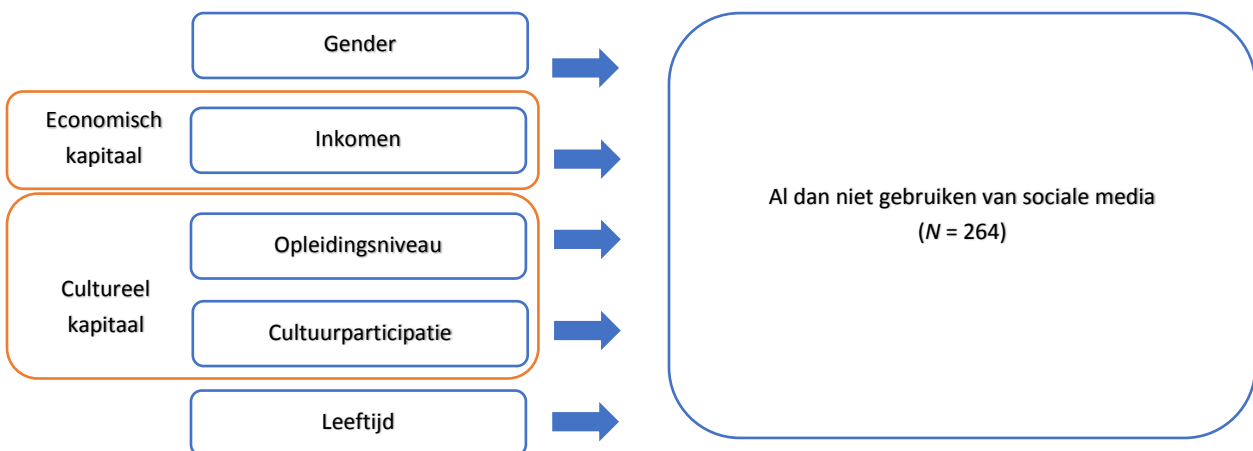 Gender
Economisch
kapitaal
Inkomen
Opleidingsniveau
Cultureel
kapitaal
Cultuurparticipatie
Leeftijd
Al dan niet gebruiken van sociale media
(N = 264)